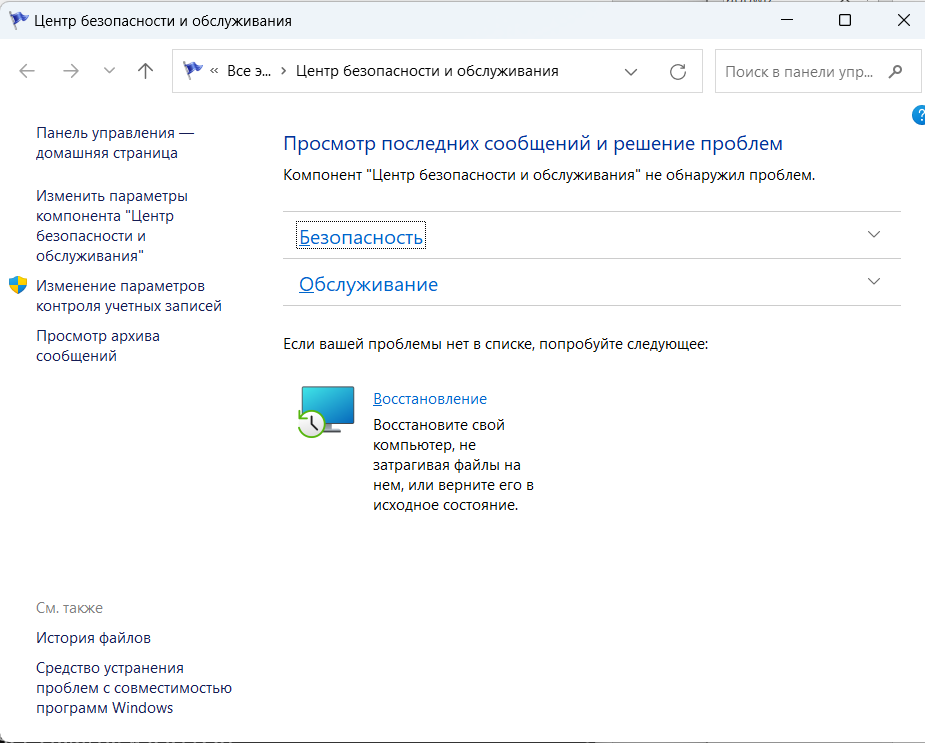 Центр безопасности и обслуживания
« Все э... › Центр безопасности и обслуживания
Поиск в панели упр...
Панель управления —
домашняя страница
Изменить параметры
компонента "Центр
безопасности и
обслуживания"
Изменение параметров
контроля учетных записей
Просмотр архива
сообщений
Просмотр последних сообщений и решение проблем
Компонент "Центр безопасности и обслуживания" не обнаружил проблем.
Безопасность
Обслуживание
Если вашей проблемы нет в списке, попробуйте следующее:
Восстановление
Восстановите свой
компьютер, не
затрагивая файлы на
нем, или верните его в
исходное состояние.
См. также
История файлов
Средство устранения
проблем с совместимостью
программ Windows